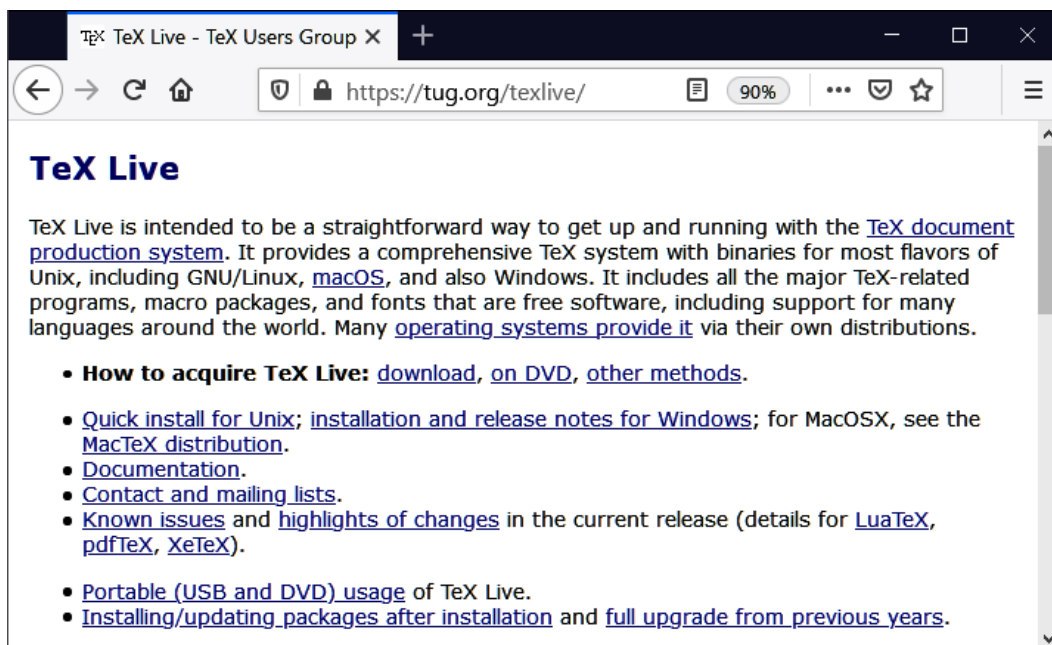 TeX TeX Live - TeX Users Group
https://tug.org/texlive/ 90%
TeX Live
TeX Live is intended to be a straightforward way to get up and running with the TeX document
production system. It provides a comprehensive TeX system with binaries for most flavors of
Unix, including GNU/Linux, macOS, and also Windows. It includes all the major TeX-related
programs, macro packages, and fonts that are free software, including support for many
languages around the world. Many operating systems provide it via their own distributions.
• How to acquire TeX Live: download, on DVD, other methods.
• Quick install for Unix; installation and release notes for Windows; for MacOSX, see the
MacTeX distribution.
• Documentation.
• Contact and mailing lists.
• Known issues and highlights of changes in the current release (details for LuaTeX,
pdfTeX, XeTeX).
• Portable (USB and DVD) usage of TeX Live.
• Installing/updating packages after installation and full upgrade from previous years.